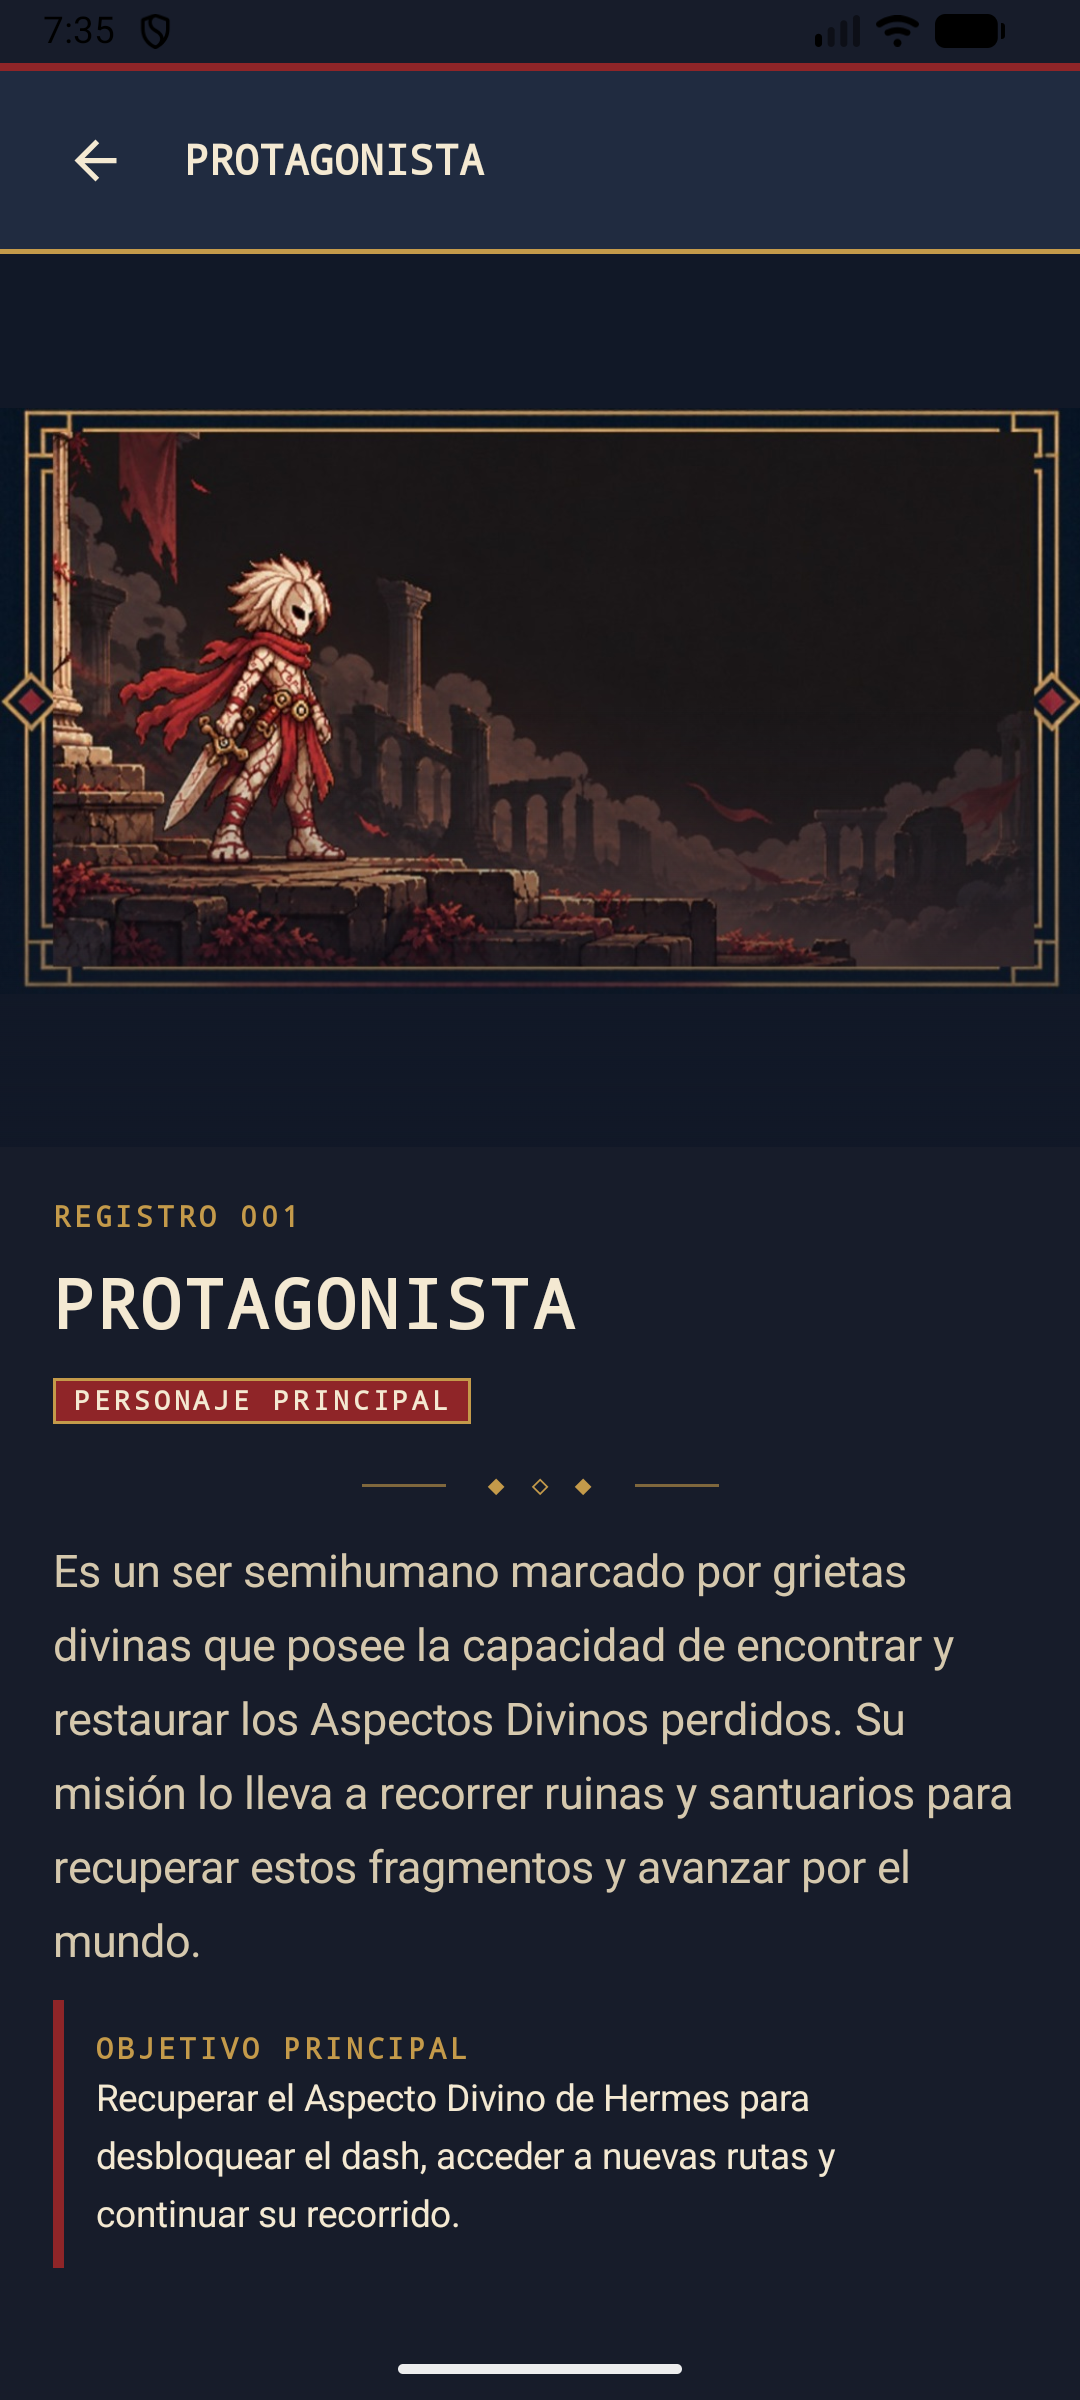 7:35
PROTAGONISTA
REGISTRO 001
PROTAGONISTA
PERSONAJE PRINCIPAL
Es un ser semihumano marcado por grietas
divinas que posee la capacidad de encontrar y
restaurar los Aspectos Divinos perdidos. Su
misión lo lleva a recorrer ruinas y santuarios para
recuperar estos fragmentos y avanzar por el
mundo.
OBJETIVO PRINCIPAL
Recuperar el Aspecto Divino de Hermes para
desbloquear el dash, acceder a nuevas rutas y
continuar su recorrido.